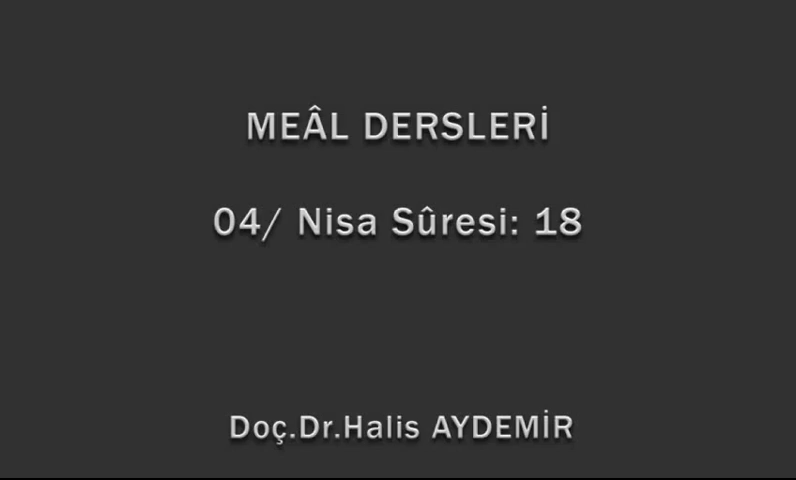 MEÂL DERSLERİ
04/ Nisa Sûresi: 18
Doç.Dr.Halis AYDEMİR